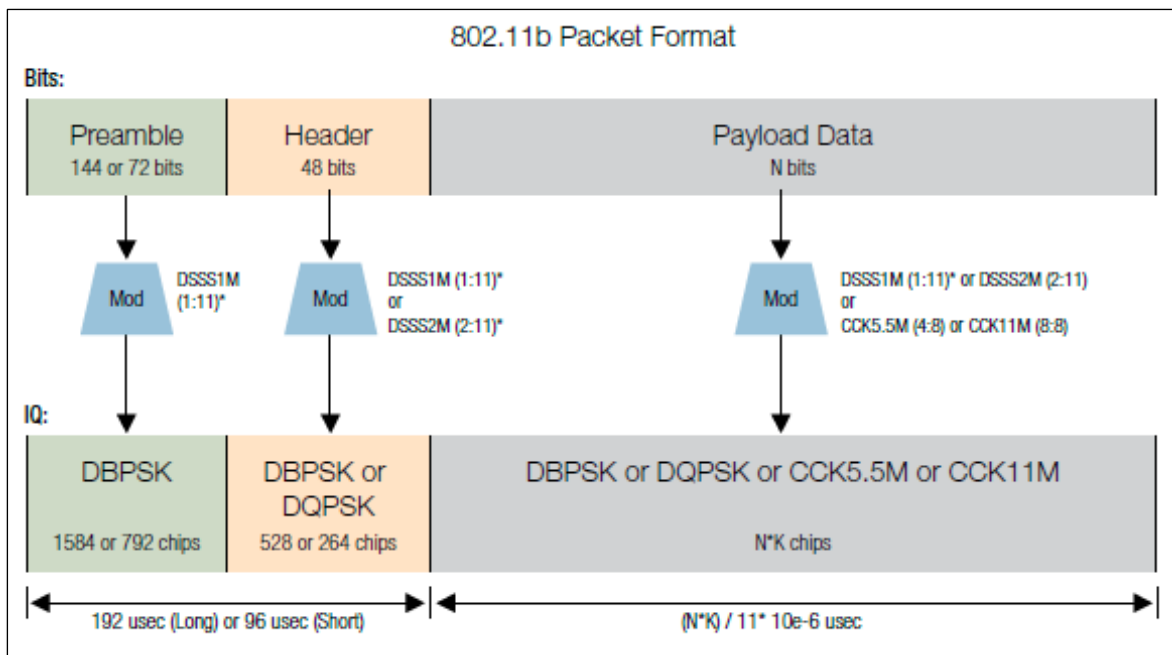 802.11b Packet Format
Bits:
Preamble
144 or 72 bits
Header
48 bits
Payload Data
N bits
Mod
DSSS1M
(1:11)*
Mod
DSSS1M (1:11)*
or
DSSS2M (2:11)*
Mod
DSSS1M (1:11)* or DSSS2M (2:11)
or
CCK5.5M (4:8) or CCK11M (8:8)
IQ:
DBPSK
1584 or 792 chips
DBPSK or
DQPSK
528 or 264 chips
DBPSK or DQPSK or CCK5.5M or CCK11M
N*K chips
192 usec (Long) or 96 usec (Short)
(N*K) / 11* 10e-6 usec